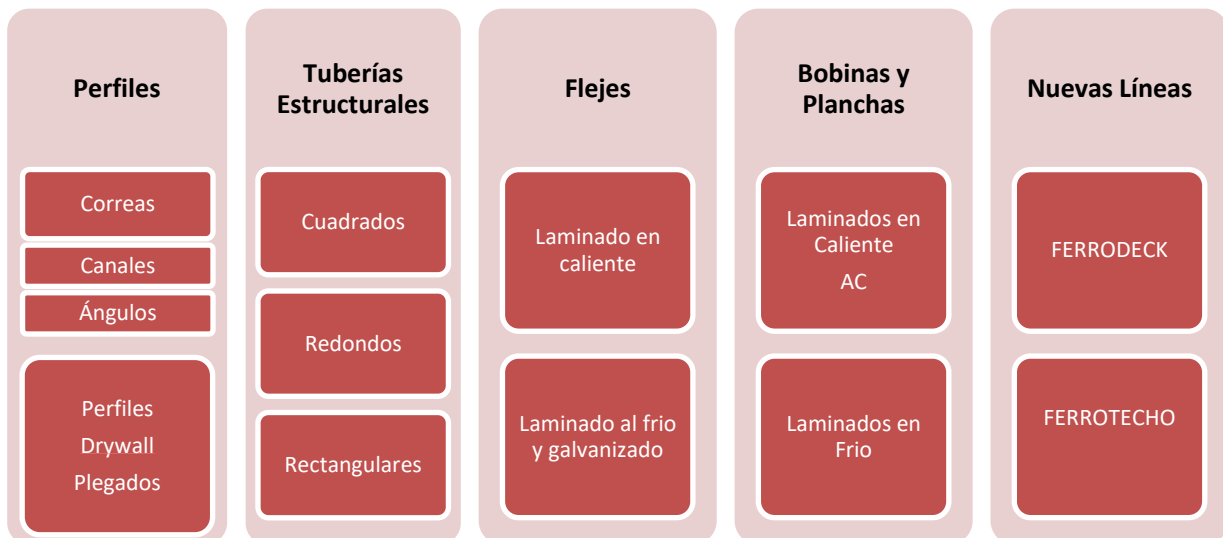 Perfiles
Correas
Canales
Ángulos
Perfiles
Drywall
Plegados
Tuberías
Estructurales
Cuadrados
Redondos
Rectangulares
Flejes
Laminado en
caliente
Laminado al frio
y galvanizado
Bobinas y
Planchas
Laminados en
Caliente
AC
Laminados en
Frio
Nuevas Líneas
FERRODECK
FERROTECHO